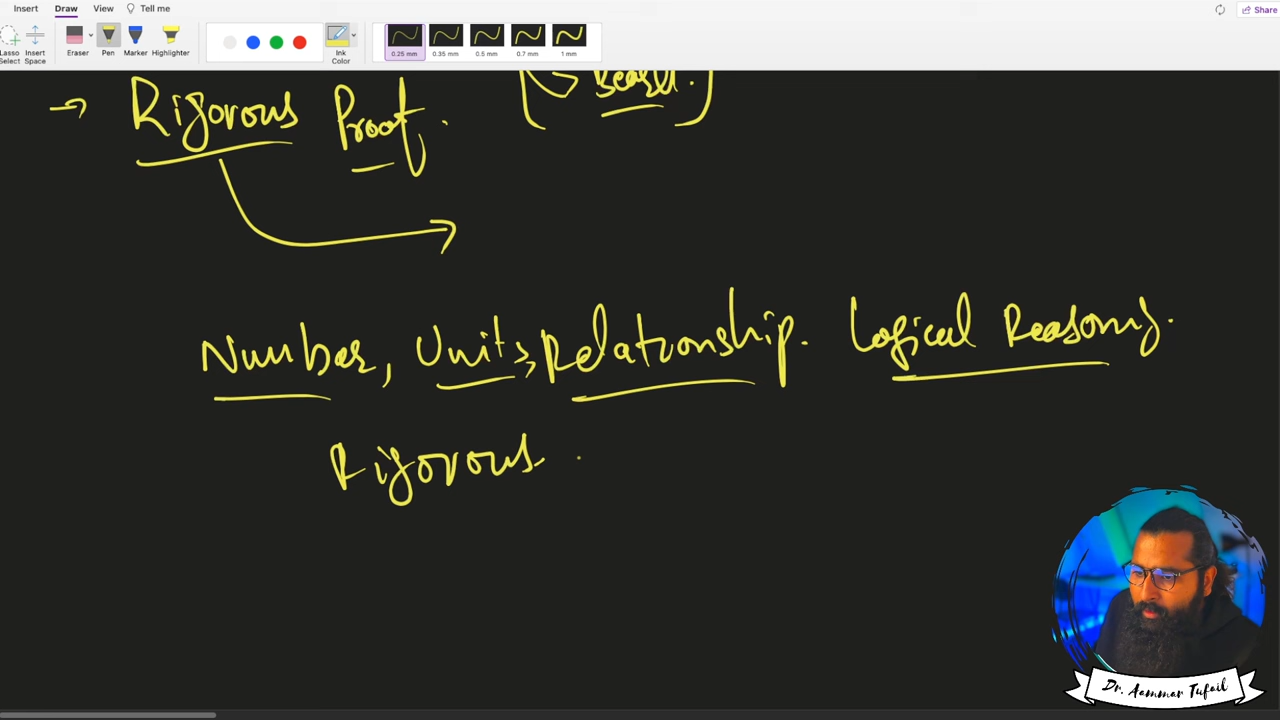 Insert View Draw Tell me Share
Lasso Select Insert Space Eraser Pen Marker Highlighter Ink Color 0.25 mm 0.35 mm 0.5 mm 0.7 mm 1 mm
→ Rigorous Proof.
Number, Units, Relationship. Logical Reasoning.
Rigorous
Dr. Aammar Tufail